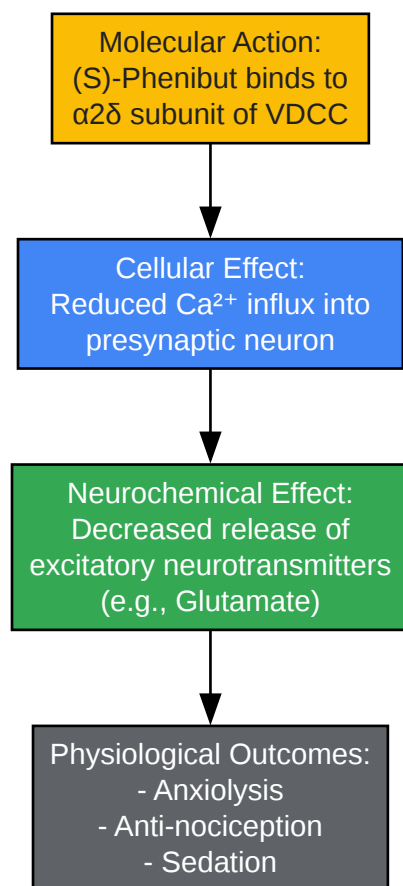 Molecular Action:
(S)-Phenibut binds to
α2δ subunit of VDCC
Cellular Effect:
Reduced Ca²⁺ influx into
presynaptic neuron
Neurochemical Effect:
Decreased release of
excitatory neurotransmitters
(e.g., Glutamate)
Physiological Outcomes:
- Anxiolysis
- Anti-nociception
- Sedation